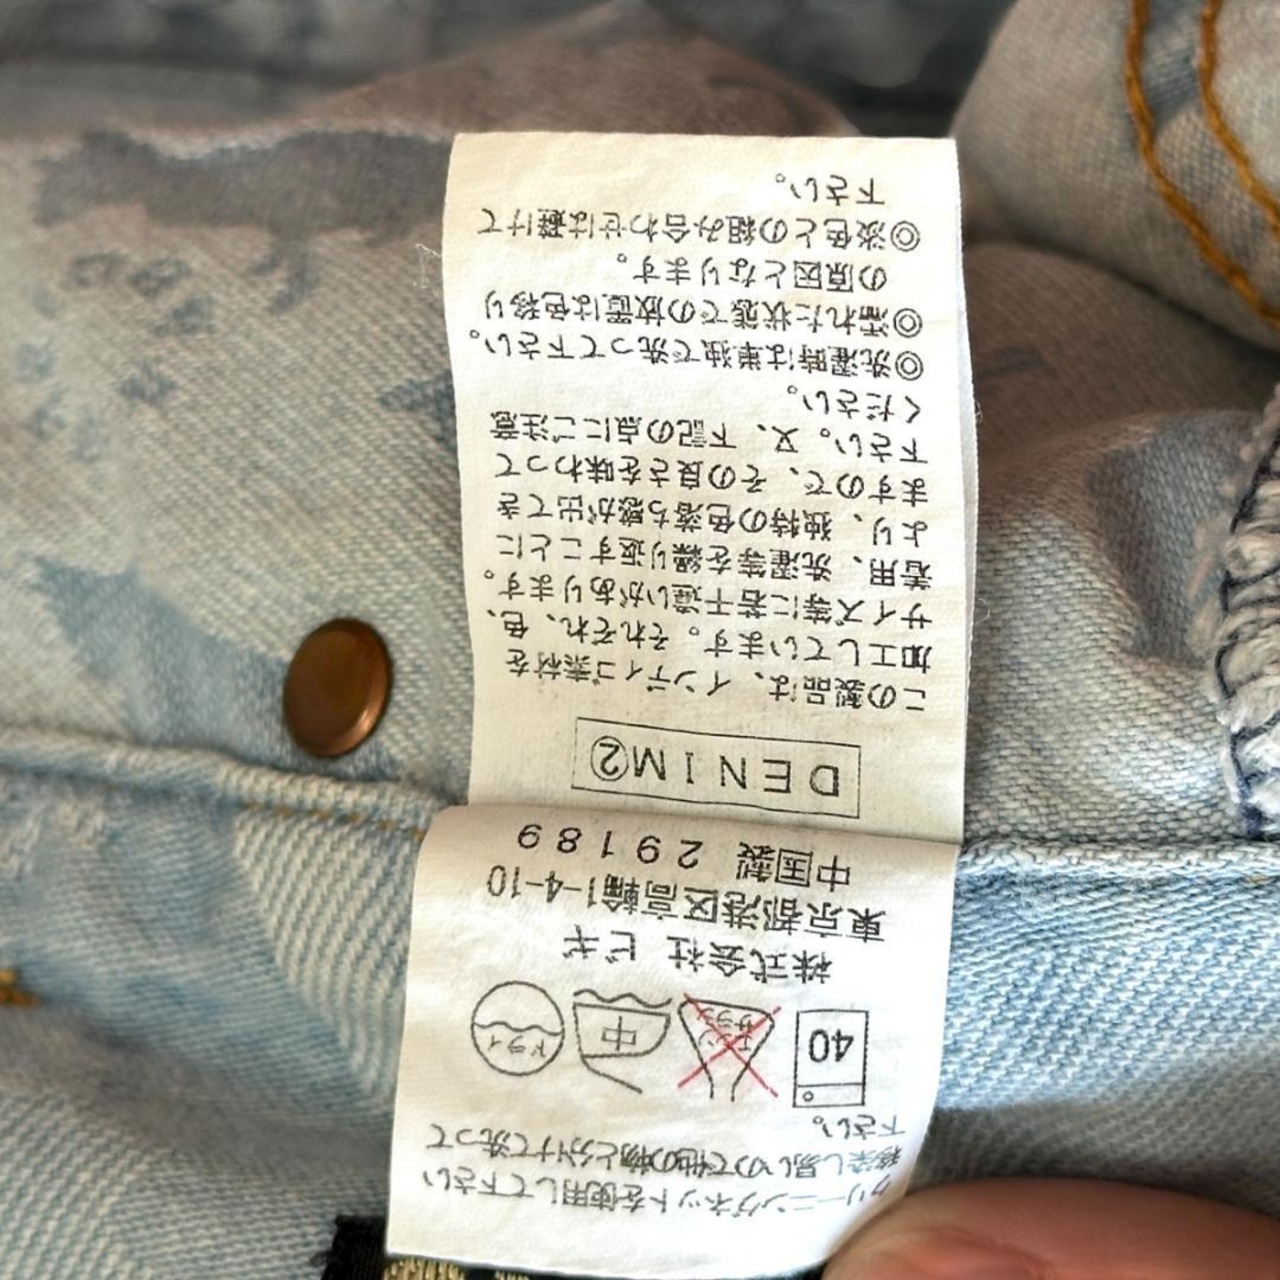 クリーニングネットを使用して下さい
移染し易いので他の物と分けて洗って
下さい。
40
エンソ
サラシ
中
ドライ
株式会社 ビギ
東京都港区高輪1-4-10
中国製 29189
DENIM②
この製品は、インディゴ素材を
加工しています。それぞれ、色、
サイズ等に若干違いがあります。
着用、洗濯等を繰り返すことに
より、独特の色落ち感が出てき
ますので、その良さを味わって
下さい。又、下記の点にご注意
ください。
◎洗濯時は単独で洗って下さい。
◎濡れた状態での放置は色移り
の原因となります。
◎淡色との組み合わせは避けて
下さい。